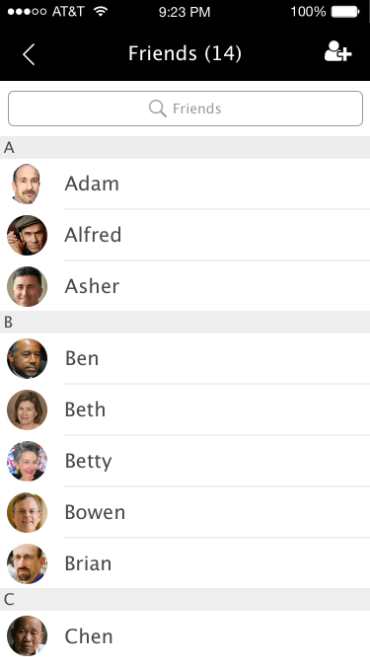 AT&T 9:23 PM 100%
Friends (14)
Friends
A
Adam
Alfred
Asher
B
Ben
Beth
Betty
Bowen
Brian
C
Chen